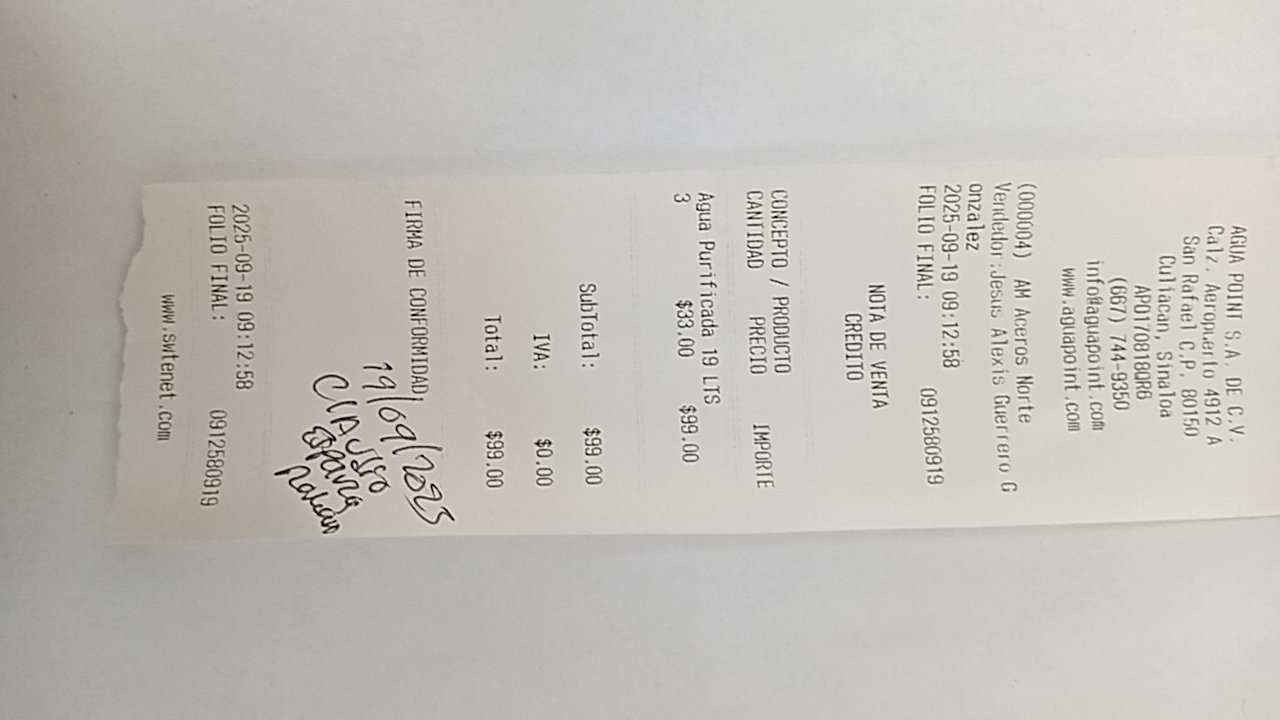 AGUA POINT S.A. DE C.V.
Calz. Aeropuerto 4912 A
San Rafael C.P. 80150
Culiacan, Sinaloa
APO170818QR6
(667) 744-9350
info@aguapoint.com
www.aguapoint.com
(000004) AM Aceros Norte
Vendedor:Jesus Alexis Guerrero G
onzalez
2025-09-19 09:12:58
FOLIO FINAL: 0912580919
NOTA DE VENTA
CREDITO
CONCEPTO / PRODUCTO
CANTIDAD PRECIO IMPORTE
Agua Purificada 19 LTS
3 $33.00 $99.00
SubTotal: $99.00
IVA: $0.00
Total: $99.00
FIRMA DE CONFORMIDAD
19/09/2025
2025-09-19 09:12:58
FOLIO FINAL: 0912580919
www.swtenet.com